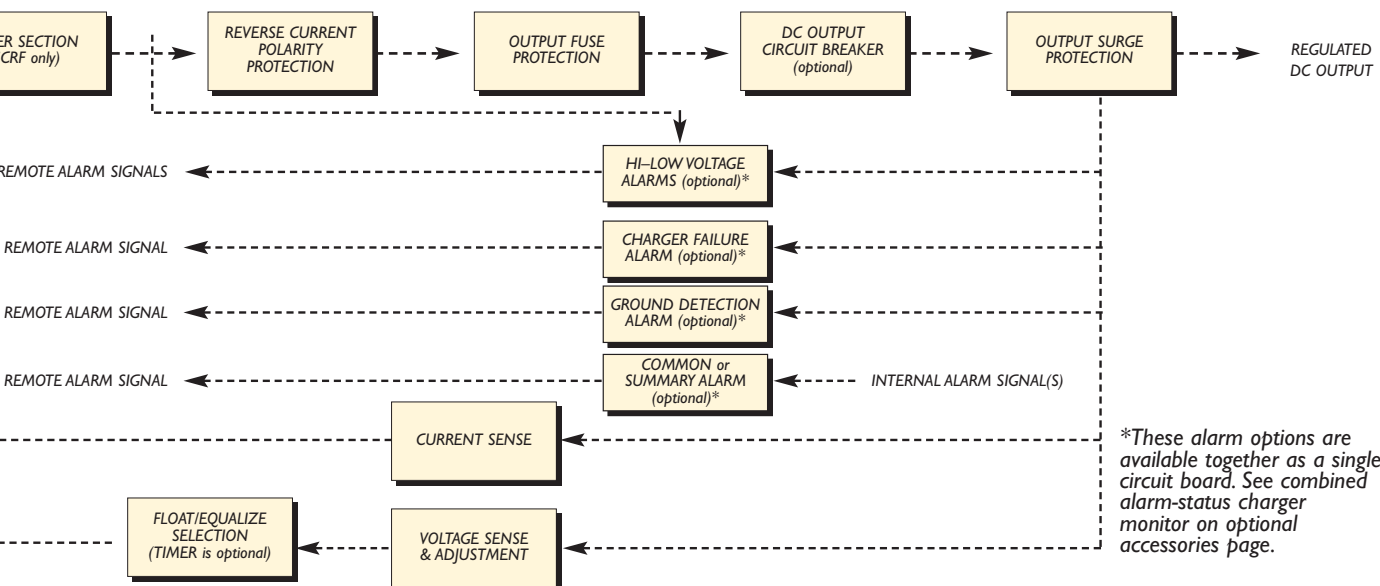 ER SECTION
CRF only)
REVERSE CURRENT
POLARITY
PROTECTION
OUTPUT FUSE
PROTECTION
DC OUTPUT
CIRCUIT BREAKER
(optional)
OUTPUT SURGE
PROTECTION
REGULATED
DC OUTPUT
REMOTE ALARM SIGNALS
HI–LOW VOLTAGE
ALARMS (optional)*
REMOTE ALARM SIGNAL
CHARGER FAILURE
ALARM (optional)*
REMOTE ALARM SIGNAL
GROUND DETECTION
ALARM (optional)*
REMOTE ALARM SIGNAL
COMMON or
SUMMARY ALARM
(optional)*
INTERNAL ALARM SIGNAL(S)
CURRENT SENSE
*These alarm options are
available together as a single
circuit board. See combined
alarm-status charger
monitor on optional
accessories page.
FLOAT/EQUALIZE
SELECTION
(TIMER is optional)
VOLTAGE SENSE
& ADJUSTMENT